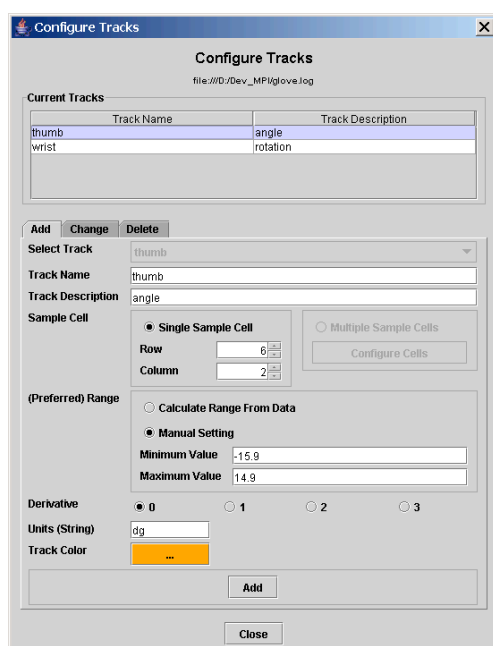 Configure Tracks
Configure Tracks
file:///D:/Dev_MPI/glove.log
Current Tracks
Track Name Track Description
thumb angle
wrist rotation
Add Change Delete
Select Track thumb
Track Name thumb
Track Description angle
Sample Cell
Single Sample Cell Multiple Sample Cells
Row 6 Configure Cells
Column 2
(Preferred) Range
Calculate Range From Data
Manual Setting
Minimum Value -15.9
Maximum Value 14.9
Derivative 0 1 2 3
Units (String) dg
Track Color ...
Add
Close